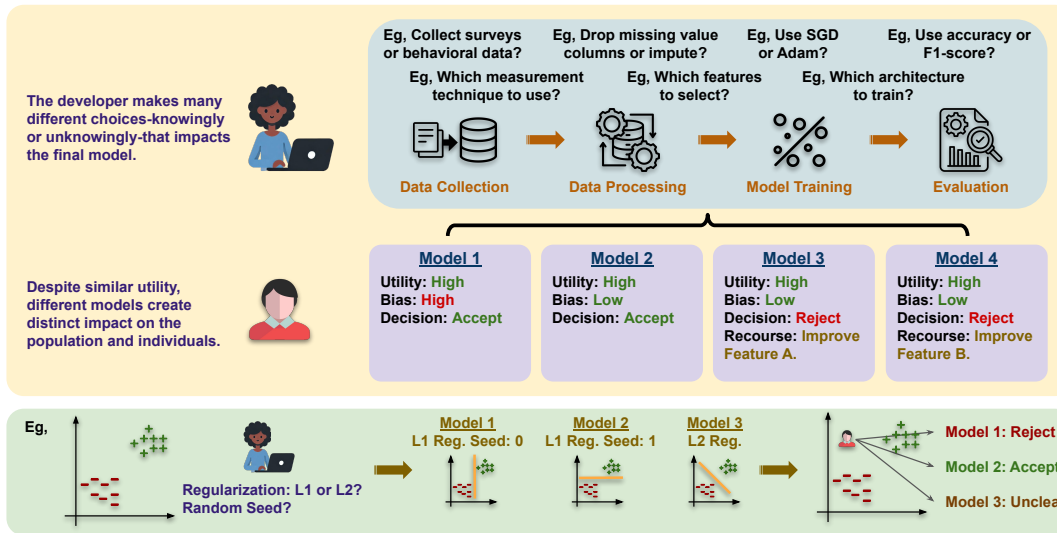 Eg, Collect surveys
or behavioral data?
Eg, Drop missing value
columns or impute?
Eg, Use SGD
or Adam?
Eg, Use accuracy or
F1-score?
Eg, Which measurement
technique to use?
Eg, Which features
to select?
Eg, Which architecture
to train?
The developer makes many
different choices-knowingly
or unknowingly-that impacts
the final model.
Data Collection
Data Processing
Model Training
Evaluation
Despite similar utility,
different models create
distinct impact on the
population and individuals.
Model 1
Utility: High
Bias: High
Decision: Accept
Model 2
Utility: High
Bias: Low
Decision: Accept
Model 3
Utility: High
Bias: Low
Decision: Reject
Recourse: Improve
Feature A.
Model 4
Utility: High
Bias: Low
Decision: Reject
Recourse: Improve
Feature B.
Eg,
Regularization: L1 or L2?
Random Seed?
Model 1
L1 Reg. Seed: 0
Model 2
L1 Reg. Seed: 1
Model 3
L2 Reg.
Model 1: Reject
Model 2: Accept
Model 3: Unclea